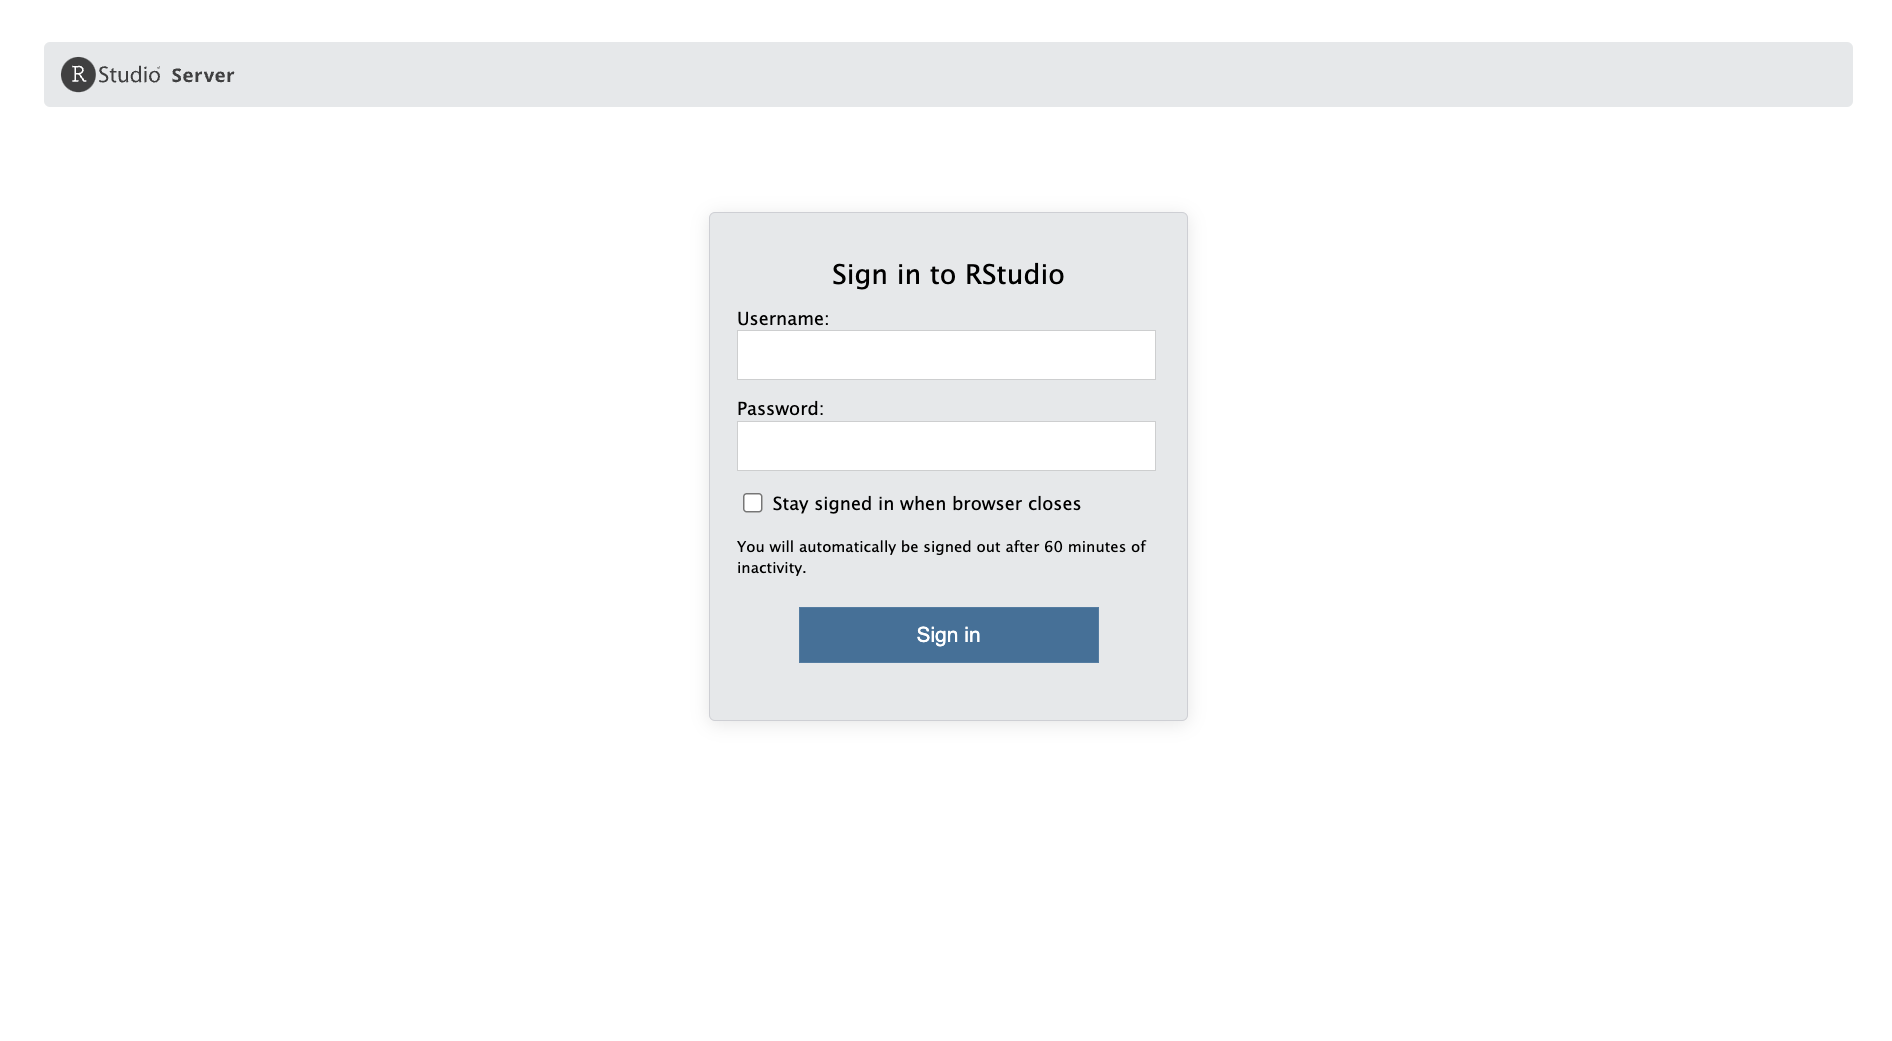 R Studio Server
Sign in to RStudio
Username:
Password:
Stay signed in when browser closes
You will automatically be signed out after 60 minutes of
inactivity.
Sign in